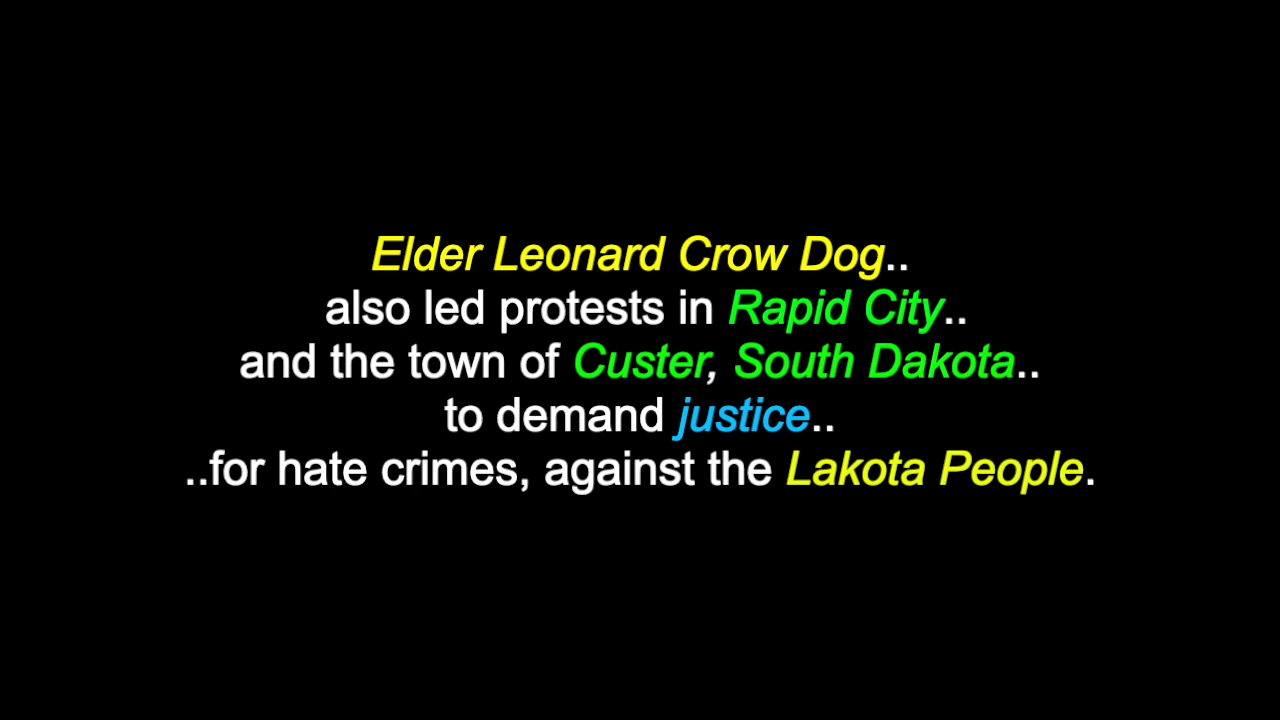 Elder Leonard Crow Dog..
also led protests in Rapid City..
and the town of Custer, South Dakota..
to demand justice..
..for hate crimes, against the Lakota People.